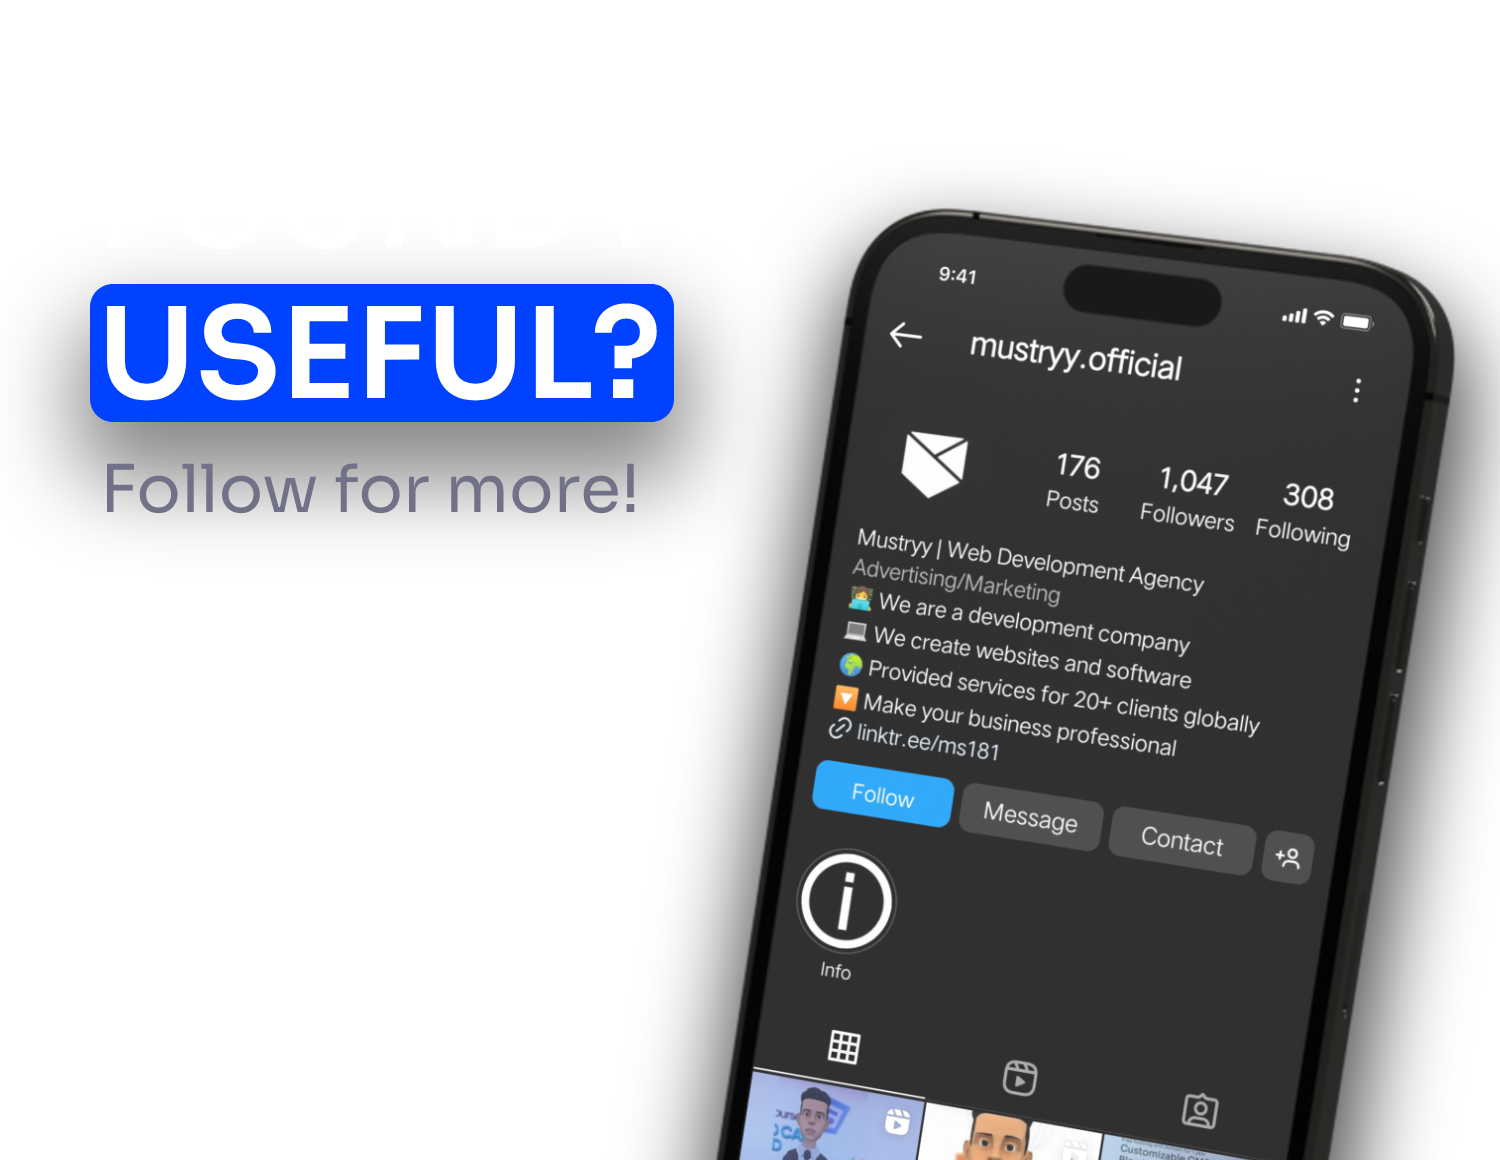 USEFUL?
Follow for more!
9:41
mustryy.official
176
Posts
1,047
Followers
308
Following
Mustryy | Web Development Agency
Advertising/Marketing
We are a development company
We create websites and software
Provided services for 20+ clients globally
Make your business professional
linktr.ee/ms181
Follow
Message
Contact
Info
Customizable